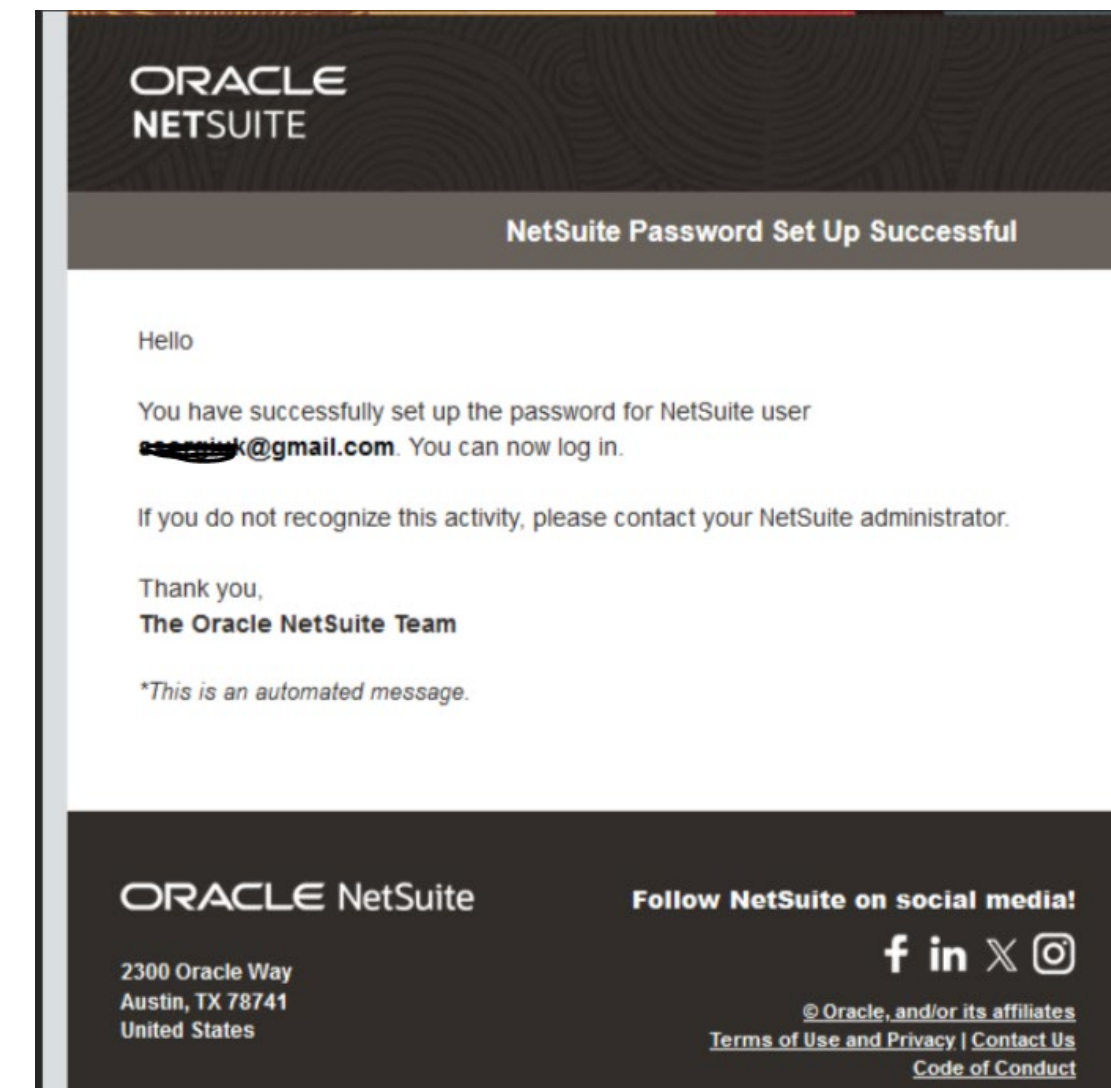 ORACLE
NETSUITE
NetSuite Password Set Up Successful
Hello
You have successfully set up the password for NetSuite user
@gmail.com. You can now log in.
If you do not recognize this activity, please contact your NetSuite administrator.
Thank you,
The Oracle NetSuite Team
*This is an automated message.
ORACLE NetSuite
Follow NetSuite on social media!
f in X
2300 Oracle Way
Austin, TX 78741
United States
© Oracle, and/or its affiliates
Terms of Use and Privacy | Contact Us
Code of Conduct